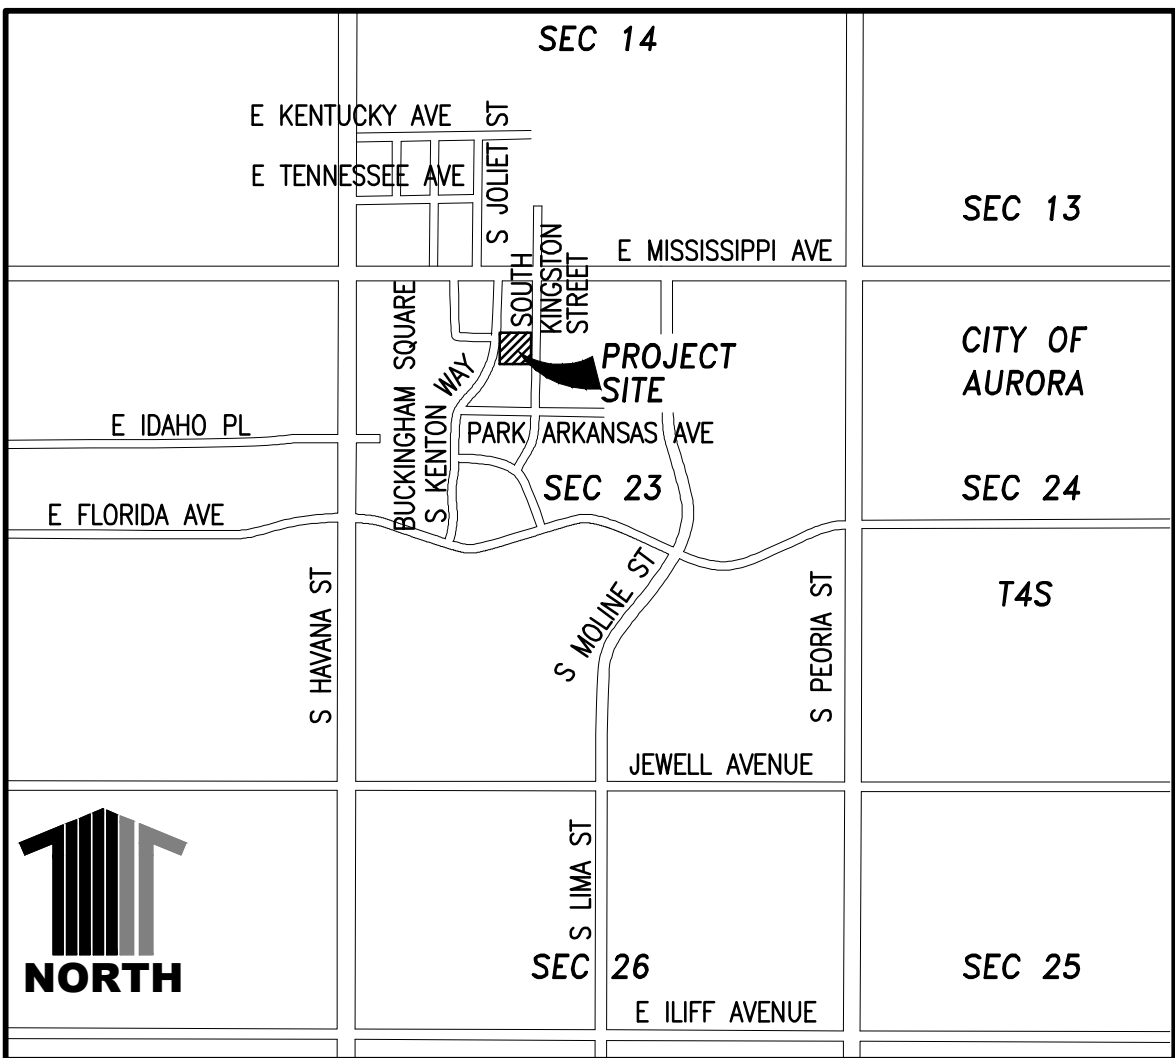 SEC 14
E KENTUCKY AVE
S JOLIET ST
E TENNESSEE AVE
SEC 13
SOUTH
KINGSTON
STREET
E MISSISSIPPI AVE
BUCKINGHAM SQUARE
S KENTON WAY
PROJECT
SITE
CITY OF
AURORA
E IDAHO PL
PARK ARKANSAS AVE
SEC 23
SEC 24
E FLORIDA AVE
S HAVANA ST
S MOLINE ST
S PEORIA ST
T4S
JEWELL AVENUE
S LIMA ST
NORTH
SEC 26
SEC 25
E ILIFF AVENUE